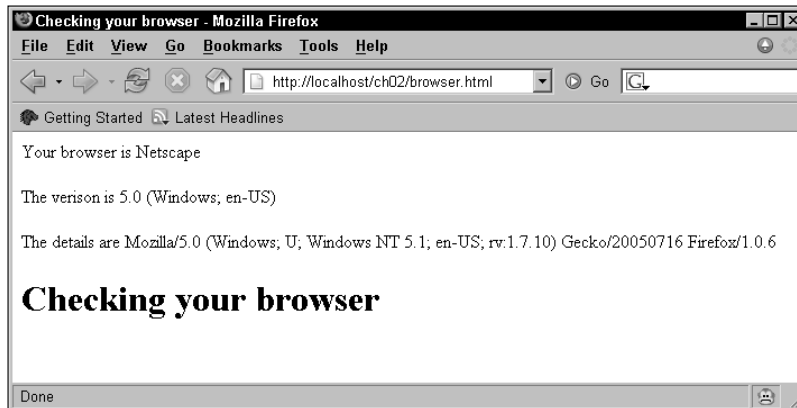 Checking your browser - Mozilla Firefox
File Edit View Go Bookmarks Tools Help
http://localhost/ch02/browser.html Go G
Getting Started Latest Headlines
Your browser is Netscape
The verison is 5.0 (Windows; en-US)
The details are Mozilla/5.0 (Windows; U; Windows NT 5.1; en-US; rv:1.7.10) Gecko/20050716 Firefox/1.0.6
Checking your browser
Done